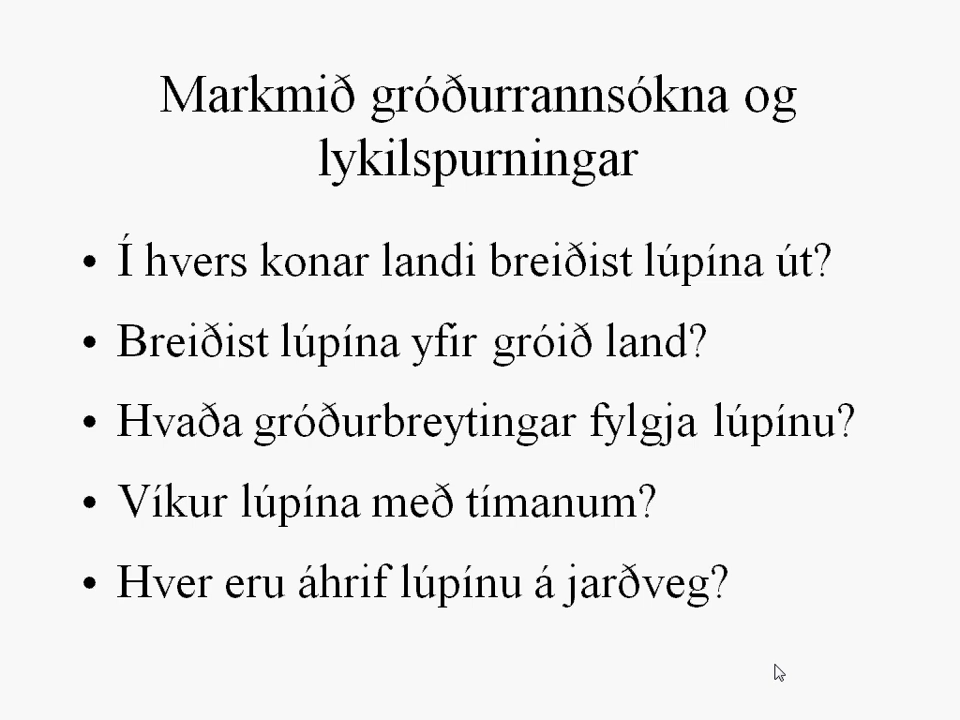 Markmið gróðurrannsókna og
lykilspurningar
• Í hvers konar landi breiðist lúpína út?
• Breiðist lúpína yfir gróið land?
• Hvaða gróðurbreytingar fylgja lúpínu?
• Víkur lúpína með tímanum?
• Hver eru áhrif lúpínu á jarðveg?